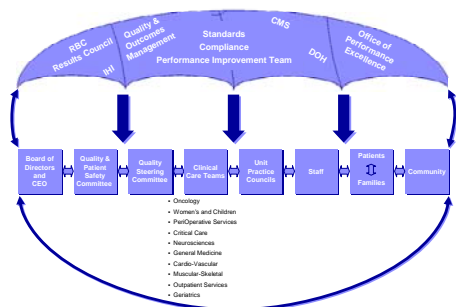 RBC
Results Council
IHI
Quality &
Outcomes
Management
Standards
Compliance
Performance Improvement Team
CMS
DOH
Office of
Performance
Excellence
Board of
Directors
and
CEO
Quality &
Patient
Safety
Committee
Quality
Steering
Committee
Clinical
Care Teams
Unit
Practice
Councils
Staff
Patients
Families
Community
• Oncology
• Women's and Children
• PeriOperative Services
• Critical Care
• Neurosciences
• General Medicine
• Cardio-Vascular
• Muscular-Skeletal
• Outpatient Services
• Geriatrics